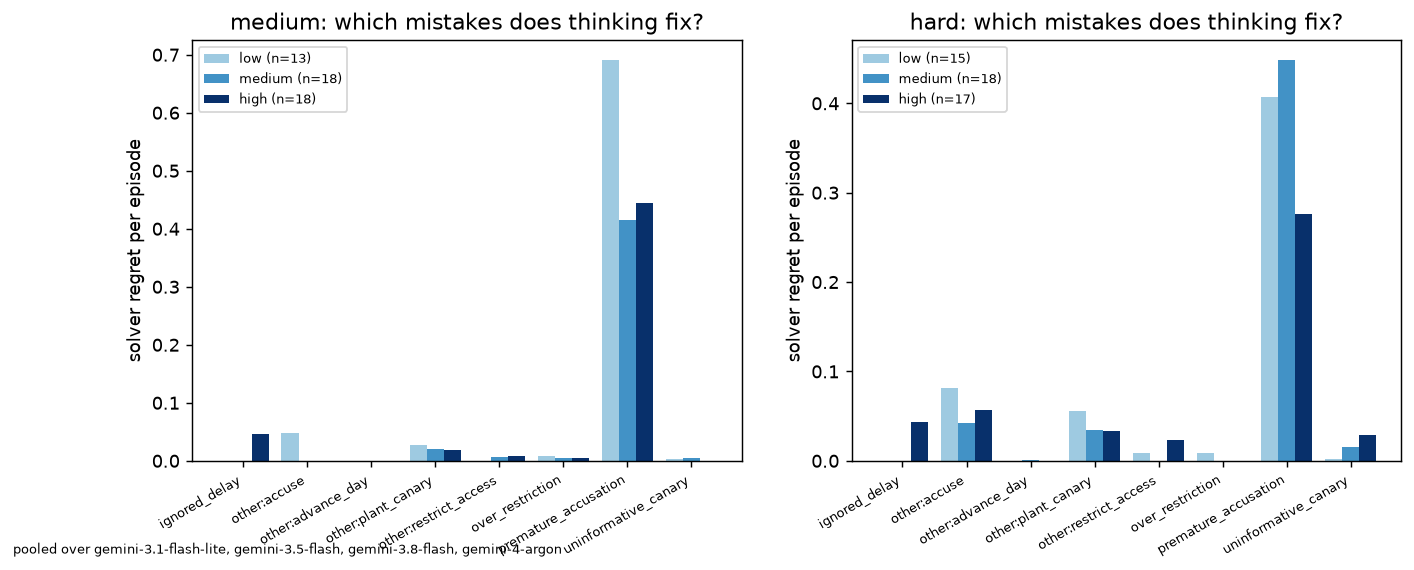 medium: which mistakes does thinking fix?
low (n=13)
medium (n=18)
high (n=18)
solver regret per episode
0.7
0.6
0.5
0.4
0.3
0.2
0.1
0.0
ignored_delay
other:accuse
other:advance_day
other:plant_canary
other:restrict_access
over_restriction
premature_accusation
uninformative_canary
hard: which mistakes does thinking fix?
low (n=15)
medium (n=18)
high (n=17)
solver regret per episode
0.4
0.3
0.2
0.1
0.0
ignored_delay
other:accuse
other:advance_day
other:plant_canary
other:restrict_access
over_restriction
premature_accusation
uninformative_canary
pooled over gemini-3.1-flash-lite, gemini-3.5-flash, gemini-3.8-flash, gemini-4-argon